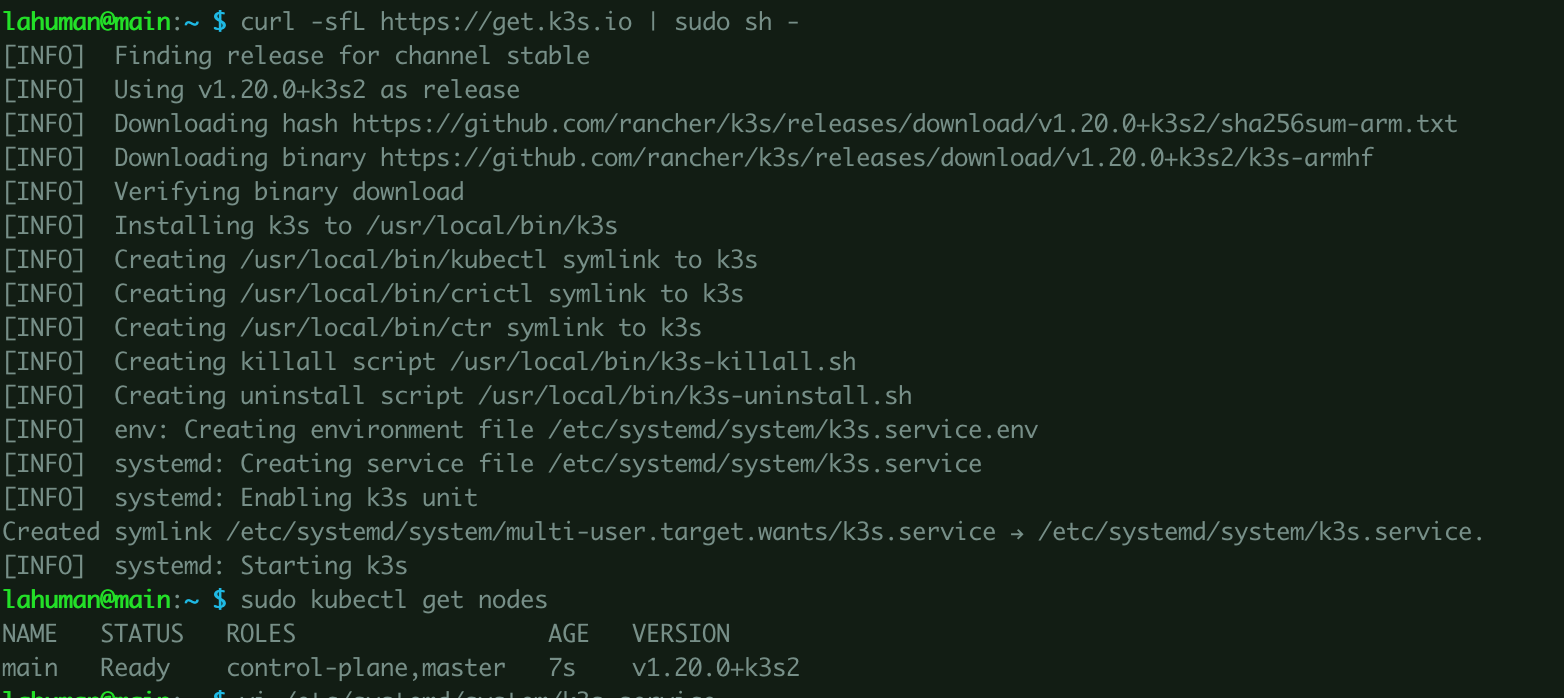 lahuman@main:~ $ curl -sfL https://get.k3s.io | sudo sh -
[INFO]  Finding release for channel stable
[INFO]  Using v1.20.0+k3s2 as release
[INFO]  Downloading hash https://github.com/rancher/k3s/releases/download/v1.20.0+k3s2/sha256sum-arm.txt
[INFO]  Downloading binary https://github.com/rancher/k3s/releases/download/v1.20.0+k3s2/k3s-armhf
[INFO]  Verifying binary download
[INFO]  Installing k3s to /usr/local/bin/k3s
[INFO]  Creating /usr/local/bin/kubectl symlink to k3s
[INFO]  Creating /usr/local/bin/crictl symlink to k3s
[INFO]  Creating /usr/local/bin/ctr symlink to k3s
[INFO]  Creating killall script /usr/local/bin/k3s-killall.sh
[INFO]  Creating uninstall script /usr/local/bin/k3s-uninstall.sh
[INFO]  env: Creating environment file /etc/systemd/system/k3s.service.env
[INFO]  systemd: Creating service file /etc/systemd/system/k3s.service
[INFO]  systemd: Enabling k3s unit
Created symlink /etc/systemd/system/multi-user.target.wants/k3s.service → /etc/systemd/system/k3s.service.
[INFO]  systemd: Starting k3s
lahuman@main:~ $ sudo kubectl get nodes
NAME   STATUS   ROLES                  AGE   VERSION
main   Ready    control-plane,master   7s    v1.20.0+k3s2
lahuman@main:~ $ vi /etc/systemd/system/k3s.service